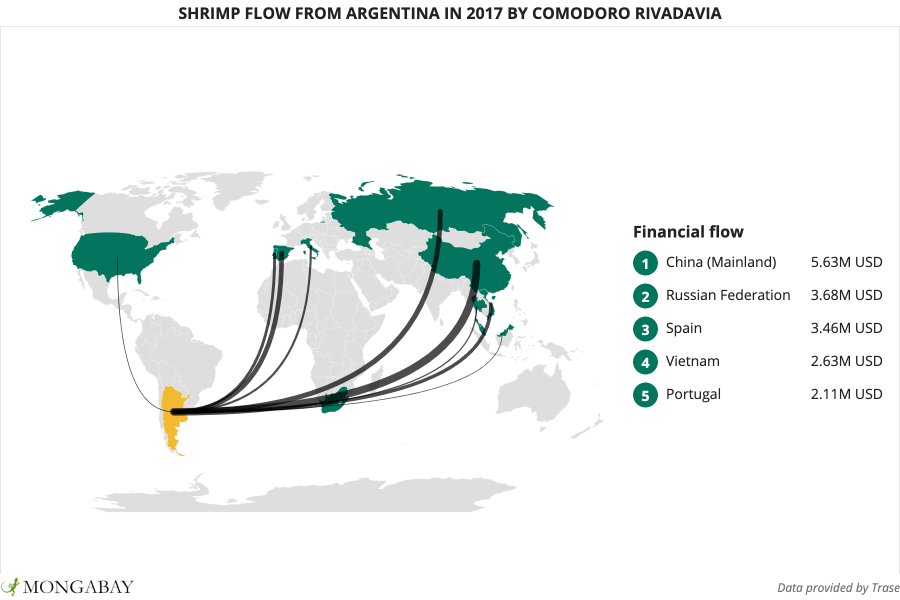 SHRIMP FLOW FROM ARGENTINA IN 2017 BY COMODORO RIVADAVIA
Financial flow
1 China (Mainland) 5.63M USD
2 Russian Federation 3.68M USD
3 Spain 3.46M USD
4 Vietnam 2.63M USD
5 Portugal 2.11M USD
MONGABAY
Data provided by Trase